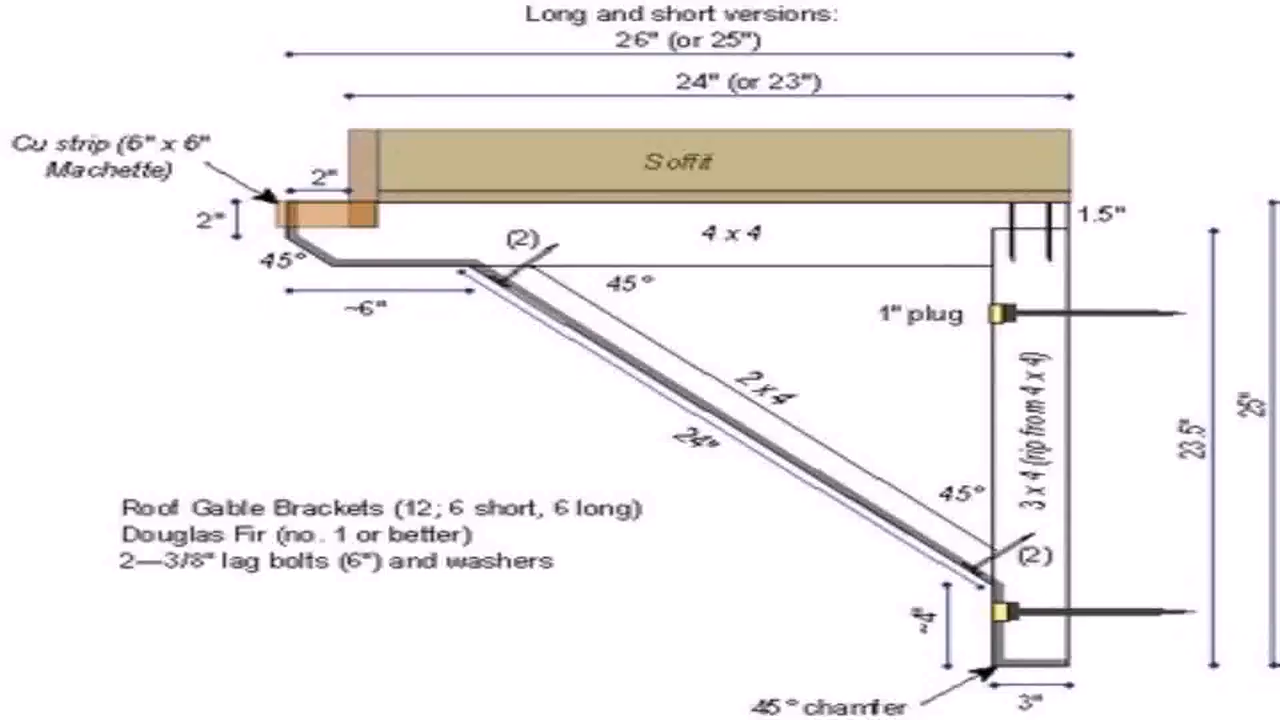 Long and short versions:
26" (or 25")
24" (or 23")
Cu strip (6" x 6"
Machette)
Soffit
2"
2"
1.5"
4 x 4
(2)
45°
45°
~6"
1" plug
2 x 4
24"
3 x 4 (rip from 4 x 4)
23.5"
25"
45°
Roof Gable Brackets (12; 6 short, 6 long)
Douglas Fir (no. 1 or better)
2—3/8" lag bolts (6") and washers
(2)
~4"
45° chamfer
3"